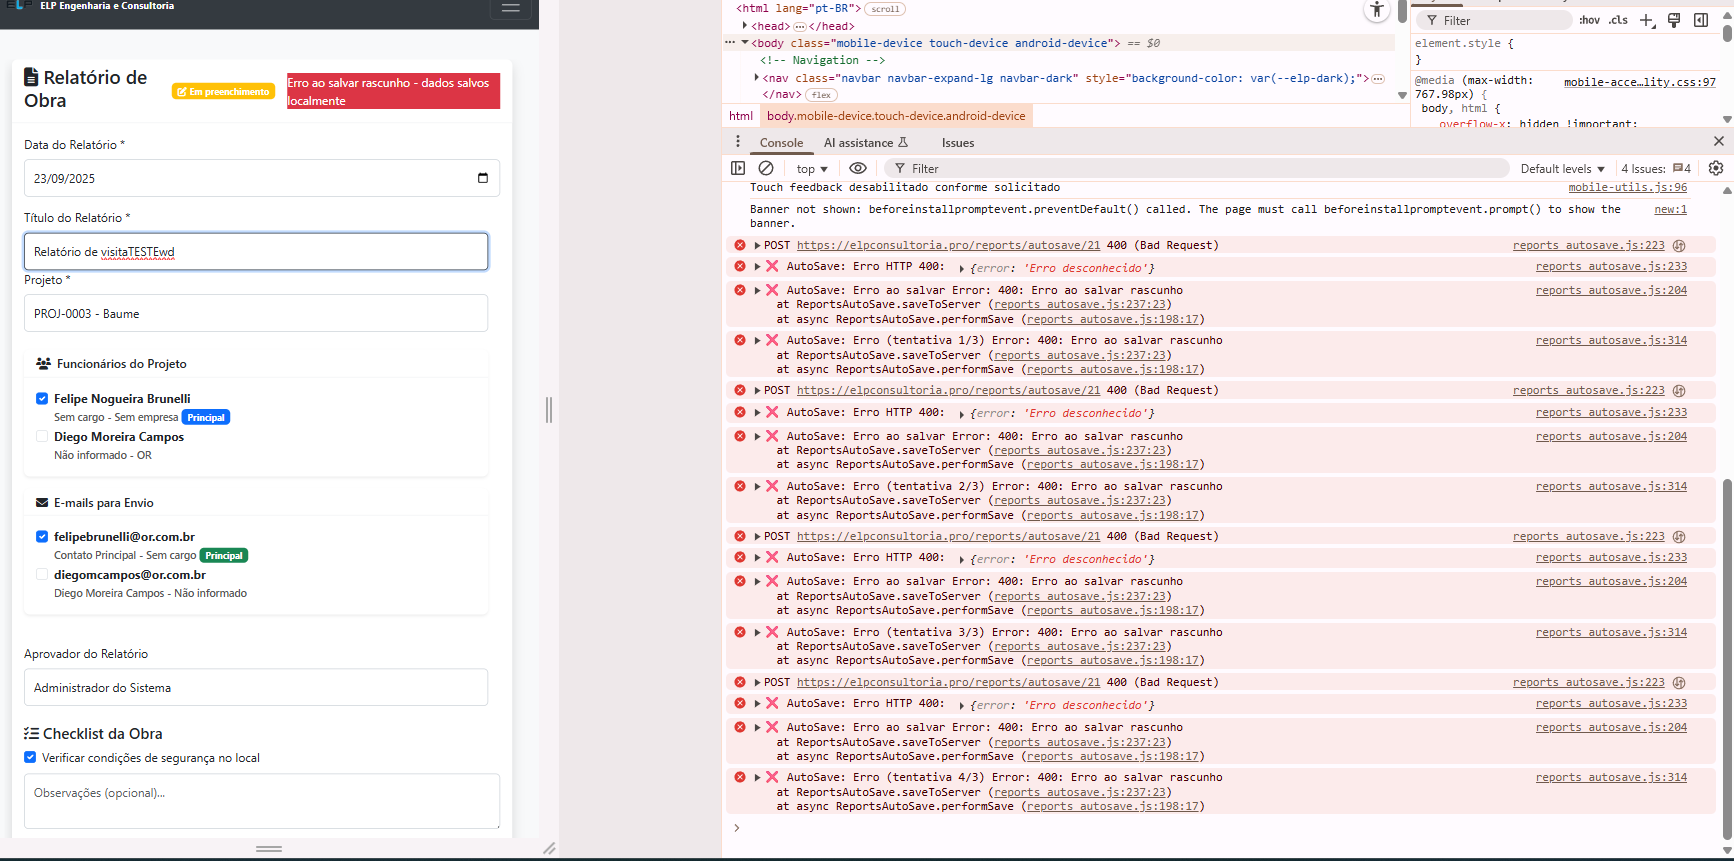 ELP ELP Engenharia e Consultoria
Relatório de Obra
Em preenchimento
Erro ao salvar rascunho - dados salvos localmente
Data do Relatório *
23/09/2025
Título do Relatório *
Relatório de visitaTESTEwd
Projeto *
PROJ-0003 - Baume
Funcionários do Projeto
Felipe Nogueira Brunelli
Sem cargo - Sem empresa Principal
Diego Moreira Campos
Não informado - OR
E-mails para Envio
felipebrunelli@or.com.br
Contato Principal - Sem cargo Principal
diegomcampos@or.com.br
Diego Moreira Campos - Não informado
Aprovador do Relatório
Administrador do Sistema
Checklist da Obra
Verificar condições de segurança no local
Observações (opcional)...
<html lang="pt-BR"> scroll
<head> </head>
<body class="mobile-device touch-device android-device"> == $0
<!-- Navigation -->
<nav class="navbar navbar-expand-lg navbar-dark" style="background-color: var(--elp-dark);">
</nav> flex
html body.mobile-device.touch-device.android-device
Filter :hov .cls
element.style {
}
@media (max-width: 767.98px) { mobile-acce…lity.css:97
body, html {
overflow-x: hidden !important;
Console AI assistance Issues
top Filter Default levels 4 Issues: 4
Touch feedback desabilitado conforme solicitado mobile-utils.js:96
Banner not shown: beforeinstallpromptevent.preventDefault() called. The page must call beforeinstallpromptevent.prompt() to show the banner. new:1
POST https://elpconsultoria.pro/reports/autosave/21 400 (Bad Request) reports_autosave.js:223
❌ AutoSave: Erro HTTP 400: {error: 'Erro desconhecido'} reports_autosave.js:233
❌ AutoSave: Erro ao salvar Error: 400: Erro ao salvar rascunho reports_autosave.js:204
at ReportsAutoSave.saveToServer (reports_autosave.js:237:23)
at async ReportsAutoSave.performSave (reports_autosave.js:198:17)
❌ AutoSave: Erro (tentativa 1/3) Error: 400: Erro ao salvar rascunho reports_autosave.js:314
at ReportsAutoSave.saveToServer (reports_autosave.js:237:23)
at async ReportsAutoSave.performSave (reports_autosave.js:198:17)
POST https://elpconsultoria.pro/reports/autosave/21 400 (Bad Request) reports_autosave.js:223
❌ AutoSave: Erro HTTP 400: {error: 'Erro desconhecido'} reports_autosave.js:233
❌ AutoSave: Erro ao salvar Error: 400: Erro ao salvar rascunho reports_autosave.js:204
at ReportsAutoSave.saveToServer (reports_autosave.js:237:23)
at async ReportsAutoSave.performSave (reports_autosave.js:198:17)
❌ AutoSave: Erro (tentativa 2/3) Error: 400: Erro ao salvar rascunho reports_autosave.js:314
at ReportsAutoSave.saveToServer (reports_autosave.js:237:23)
at async ReportsAutoSave.performSave (reports_autosave.js:198:17)
POST https://elpconsultoria.pro/reports/autosave/21 400 (Bad Request) reports_autosave.js:223
❌ AutoSave: Erro HTTP 400: {error: 'Erro desconhecido'} reports_autosave.js:233
❌ AutoSave: Erro ao salvar Error: 400: Erro ao salvar rascunho reports_autosave.js:204
at ReportsAutoSave.saveToServer (reports_autosave.js:237:23)
at async ReportsAutoSave.performSave (reports_autosave.js:198:17)
❌ AutoSave: Erro (tentativa 3/3) Error: 400: Erro ao salvar rascunho reports_autosave.js:314
at ReportsAutoSave.saveToServer (reports_autosave.js:237:23)
at async ReportsAutoSave.performSave (reports_autosave.js:198:17)
POST https://elpconsultoria.pro/reports/autosave/21 400 (Bad Request) reports_autosave.js:223
❌ AutoSave: Erro HTTP 400: {error: 'Erro desconhecido'} reports_autosave.js:233
❌ AutoSave: Erro ao salvar Error: 400: Erro ao salvar rascunho reports_autosave.js:204
at ReportsAutoSave.saveToServer (reports_autosave.js:237:23)
at async ReportsAutoSave.performSave (reports_autosave.js:198:17)
❌ AutoSave: Erro (tentativa 4/3) Error: 400: Erro ao salvar rascunho reports_autosave.js:314
at ReportsAutoSave.saveToServer (reports_autosave.js:237:23)
at async ReportsAutoSave.performSave (reports_autosave.js:198:17)